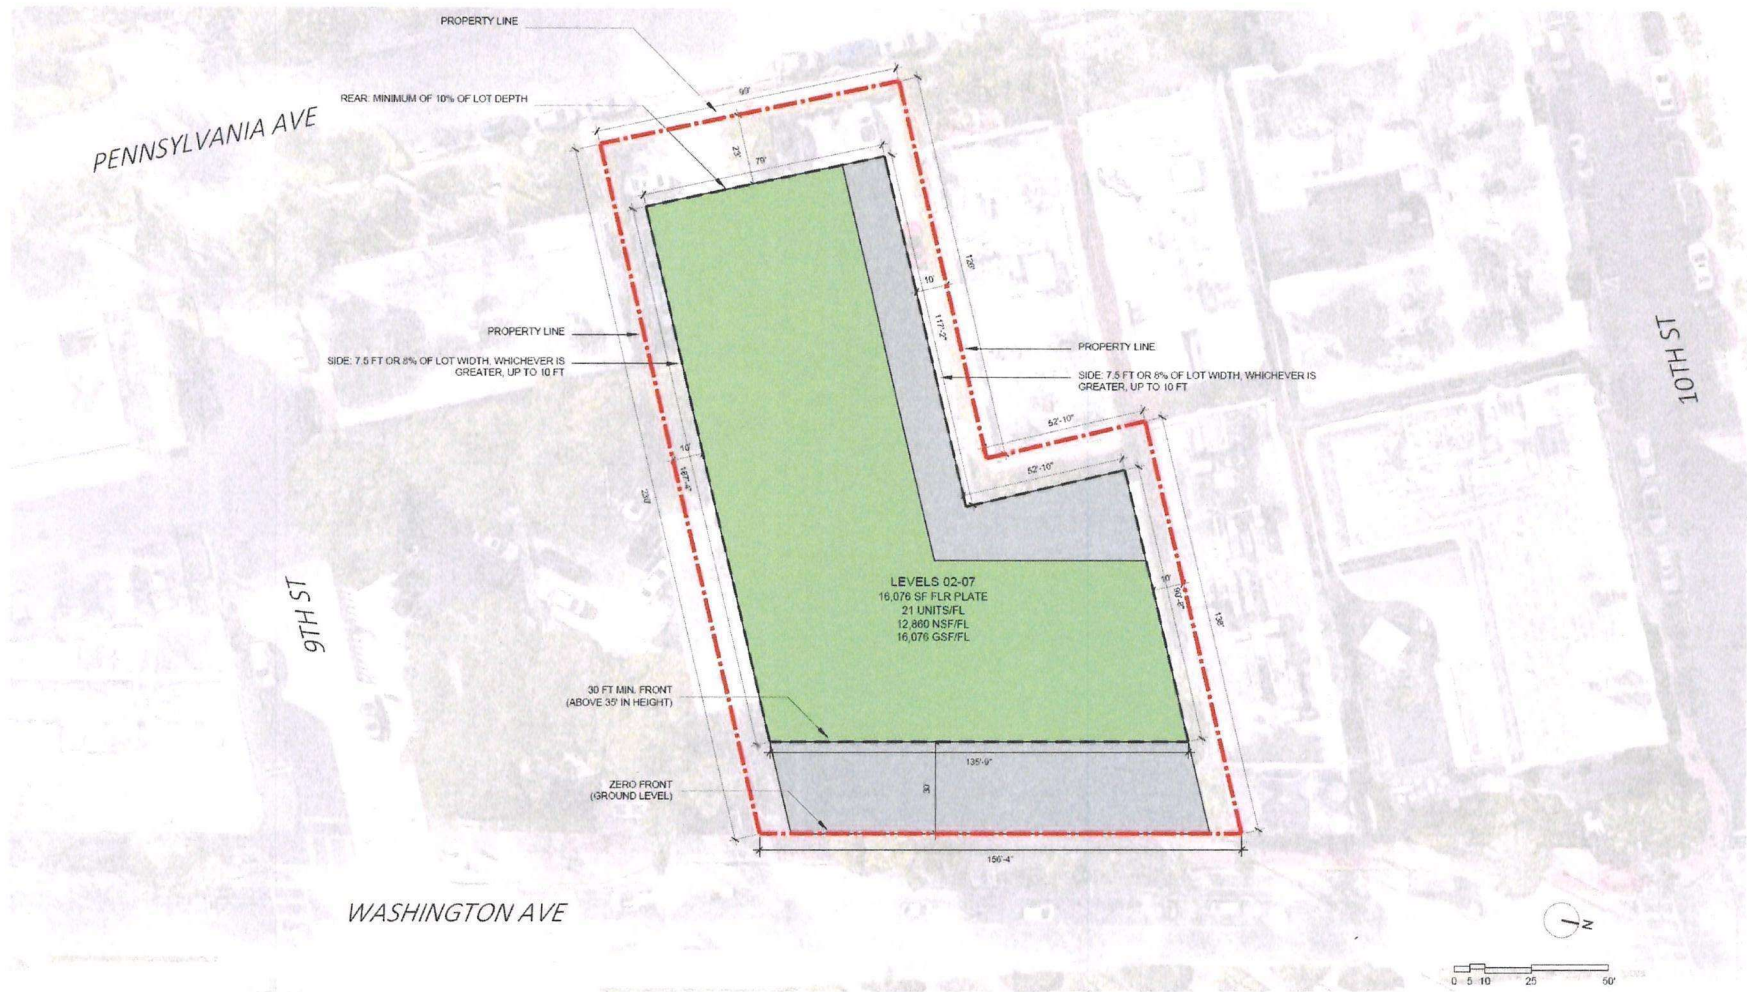 PROPERTY LINE
99'
REAR: MINIMUM OF 10% OF LOT DEPTH
PENNSYLVANIA AVE
23'
79'
10'
117'-2"
PROPERTY LINE
SIDE: 7.5 FT OR 8% OF LOT WIDTH, WHICHEVER IS
GREATER, UP TO 10 FT
PROPERTY LINE
SIDE: 7.5 FT OR 8% OF LOT WIDTH, WHICHEVER IS
GREATER, UP TO 10 FT
10TH ST
52'-10"
10'
187'-4"
52'-10"
9TH ST
LEVELS 02-07
16,076 SF FLR PLATE
21 UNITS/FL
12,860 NSF/FL
16,076 GSF/FL
10'
30 FT MIN. FRONT
(ABOVE 35' IN HEIGHT)
135'-9"
ZERO FRONT
(GROUND LEVEL)
30'
156'-4"
WASHINGTON AVE
N
0 5 10 25 50'